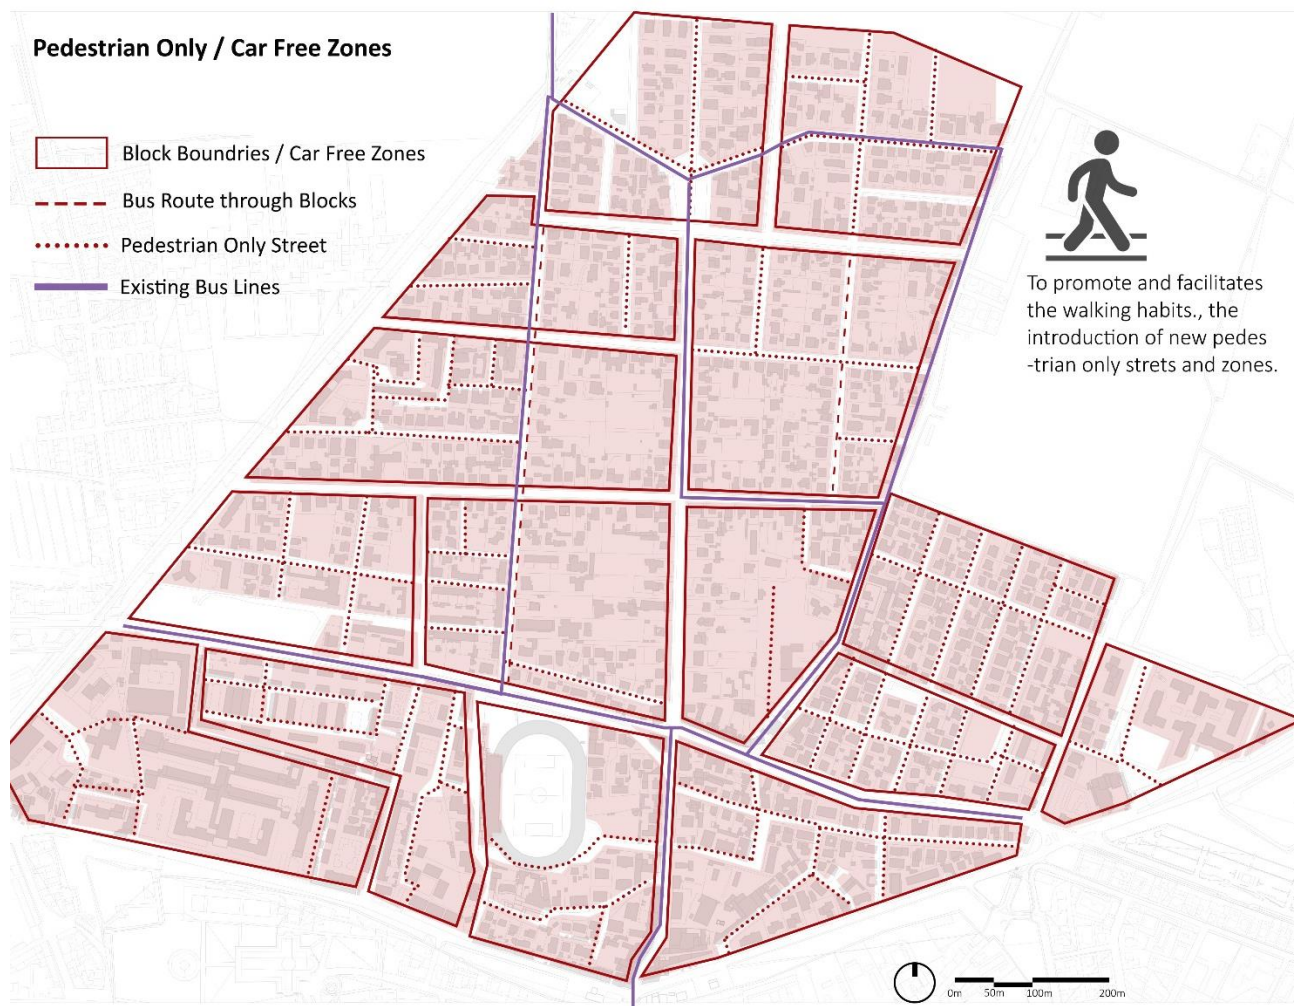 Pedestrian Only / Car Free Zones
Block Boundries / Car Free Zones
Bus Route through Blocks
Pedestrian Only Street
Existing Bus Lines
To promote and facilitates
the walking habits., the
introduction of new pedes
-trian only strets and zones.
0m 50m 100m 200m